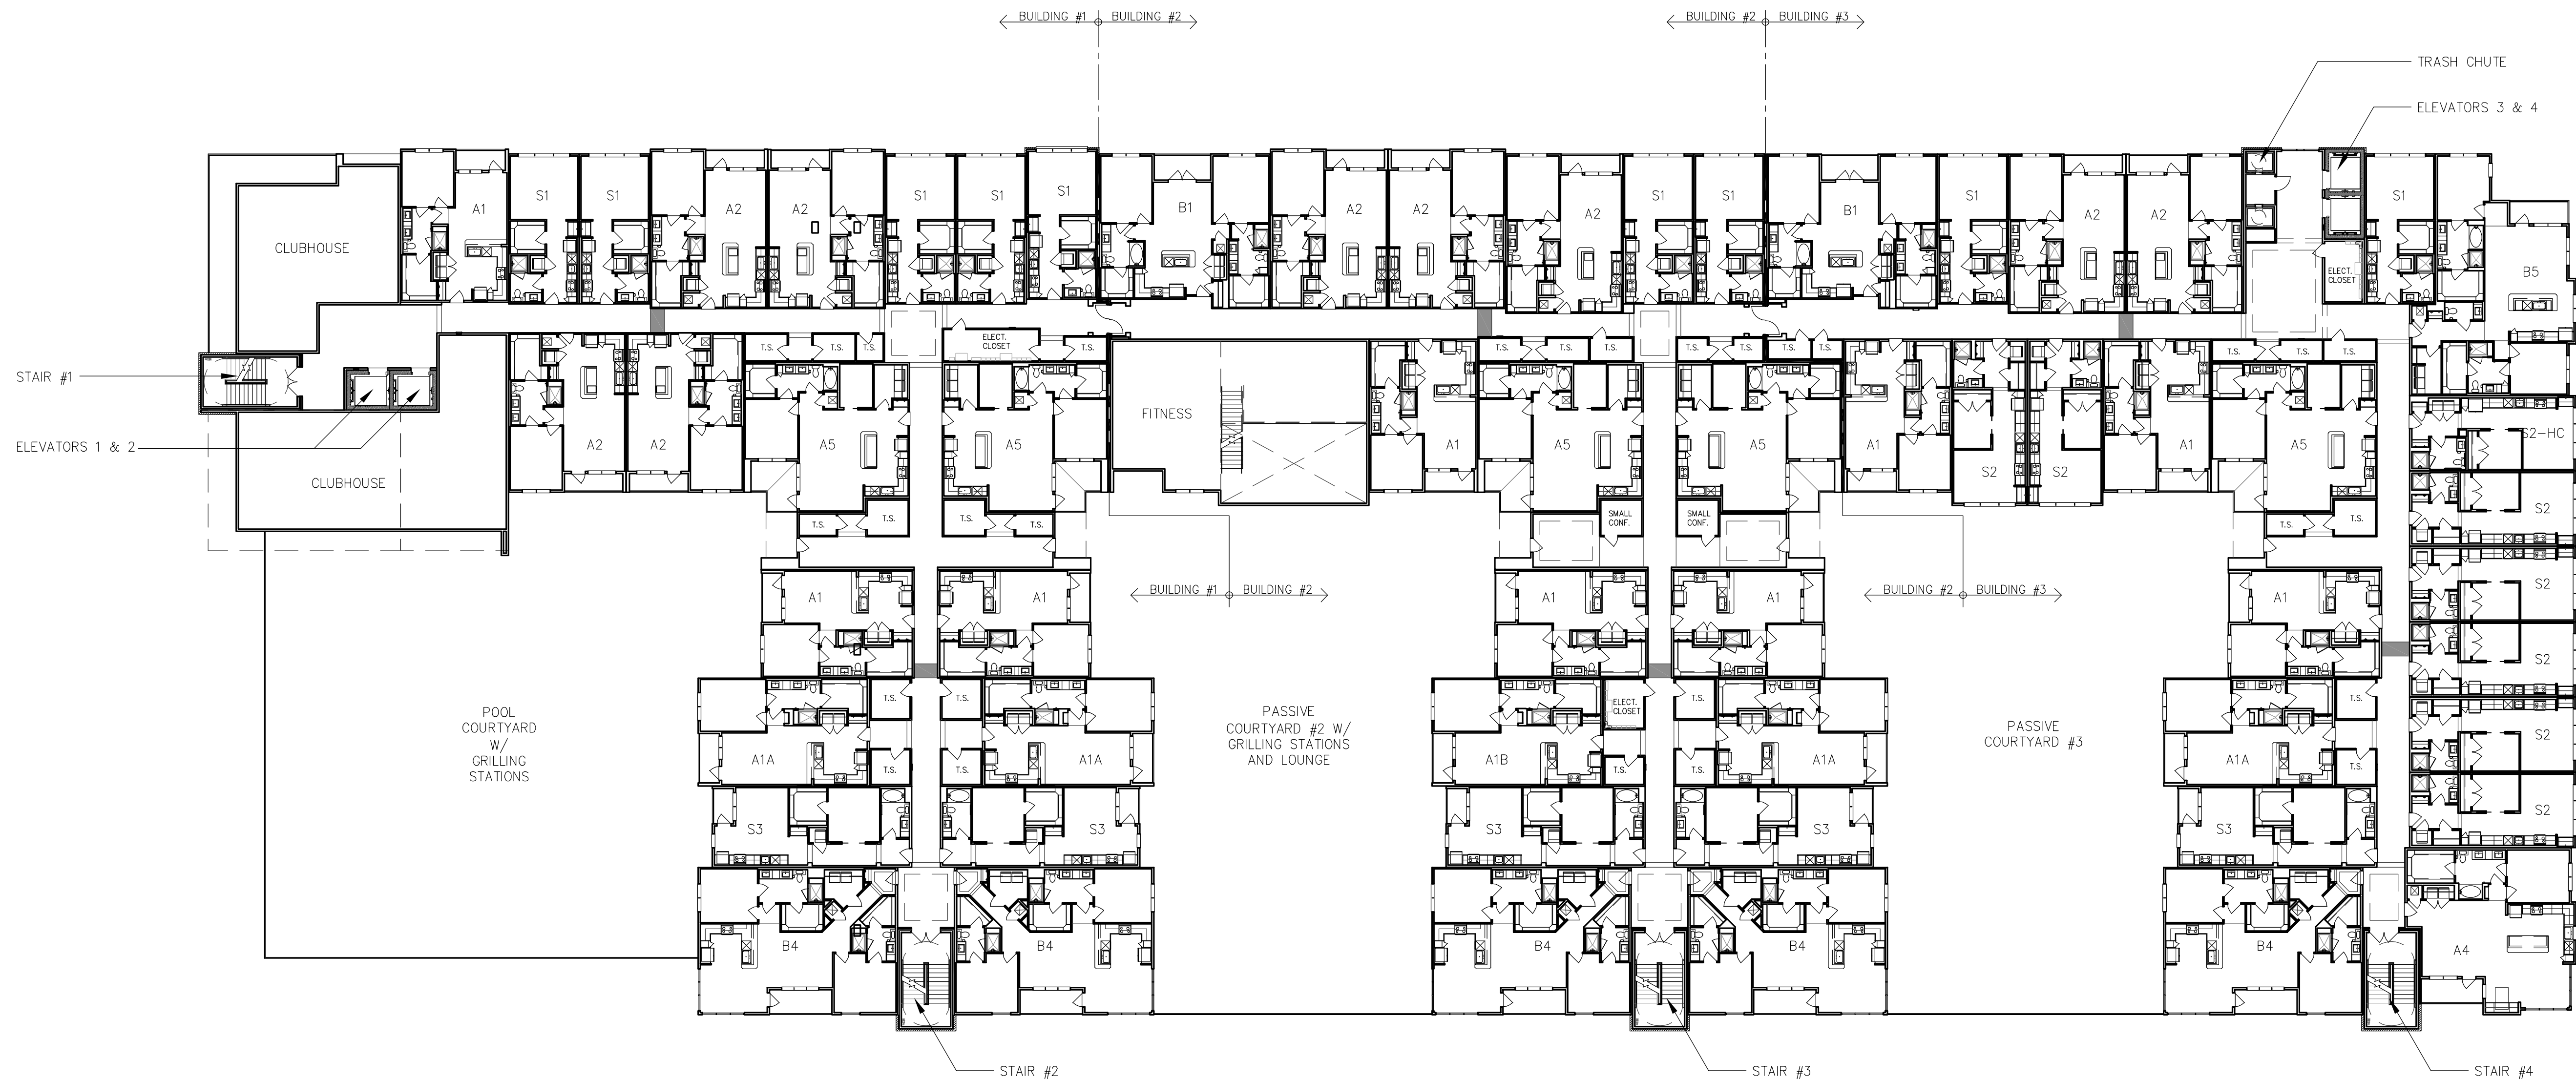 BUILDING #1 BUILDING #2
BUILDING #2 BUILDING #3
TRASH CHUTE
ELEVATORS 3 & 4
CLUBHOUSE
A1
S1
S1
A2
A2
S1
S1
S1
B1
A2
A2
A2
S1
S1
B1
S1
A2
A2
S1
B5
ELECT.
CLOSET
STAIR #1
ELEVATORS 1 & 2
CLUBHOUSE
T.S.
T.S.
T.S.
ELECT.
CLOSET
T.S.
T.S.
T.S.
T.S.
T.S.
T.S.
T.S.
T.S.
T.S.
T.S.
T.S.
A2
A2
A5
A5
FITNESS
A1
A5
A5
A1
S2
S2
A1
A5
S2-HC
T.S.
T.S.
T.S.
T.S.
SMALL
CONF.
SMALL
CONF.
T.S.
T.S.
S2
BUILDING #1 BUILDING #2
BUILDING #2 BUILDING #3
A1
A1
A1
A1
A1
S2
S2
POOL
COURTYARD
W/
GRILLING
STATIONS
T.S.
T.S.
PASSIVE
COURTYARD #2 W/
GRILLING STATIONS
AND LOUNGE
ELECT.
CLOSET
T.S.
PASSIVE
COURTYARD #3
T.S.
S2
A1A
T.S.
T.S.
A1A
A1B
T.S.
T.S.
A1A
A1A
T.S.
S3
S3
S3
S3
S3
S2
B4
B4
B4
B4
B4
A4
STAIR #2
STAIR #3
STAIR #4